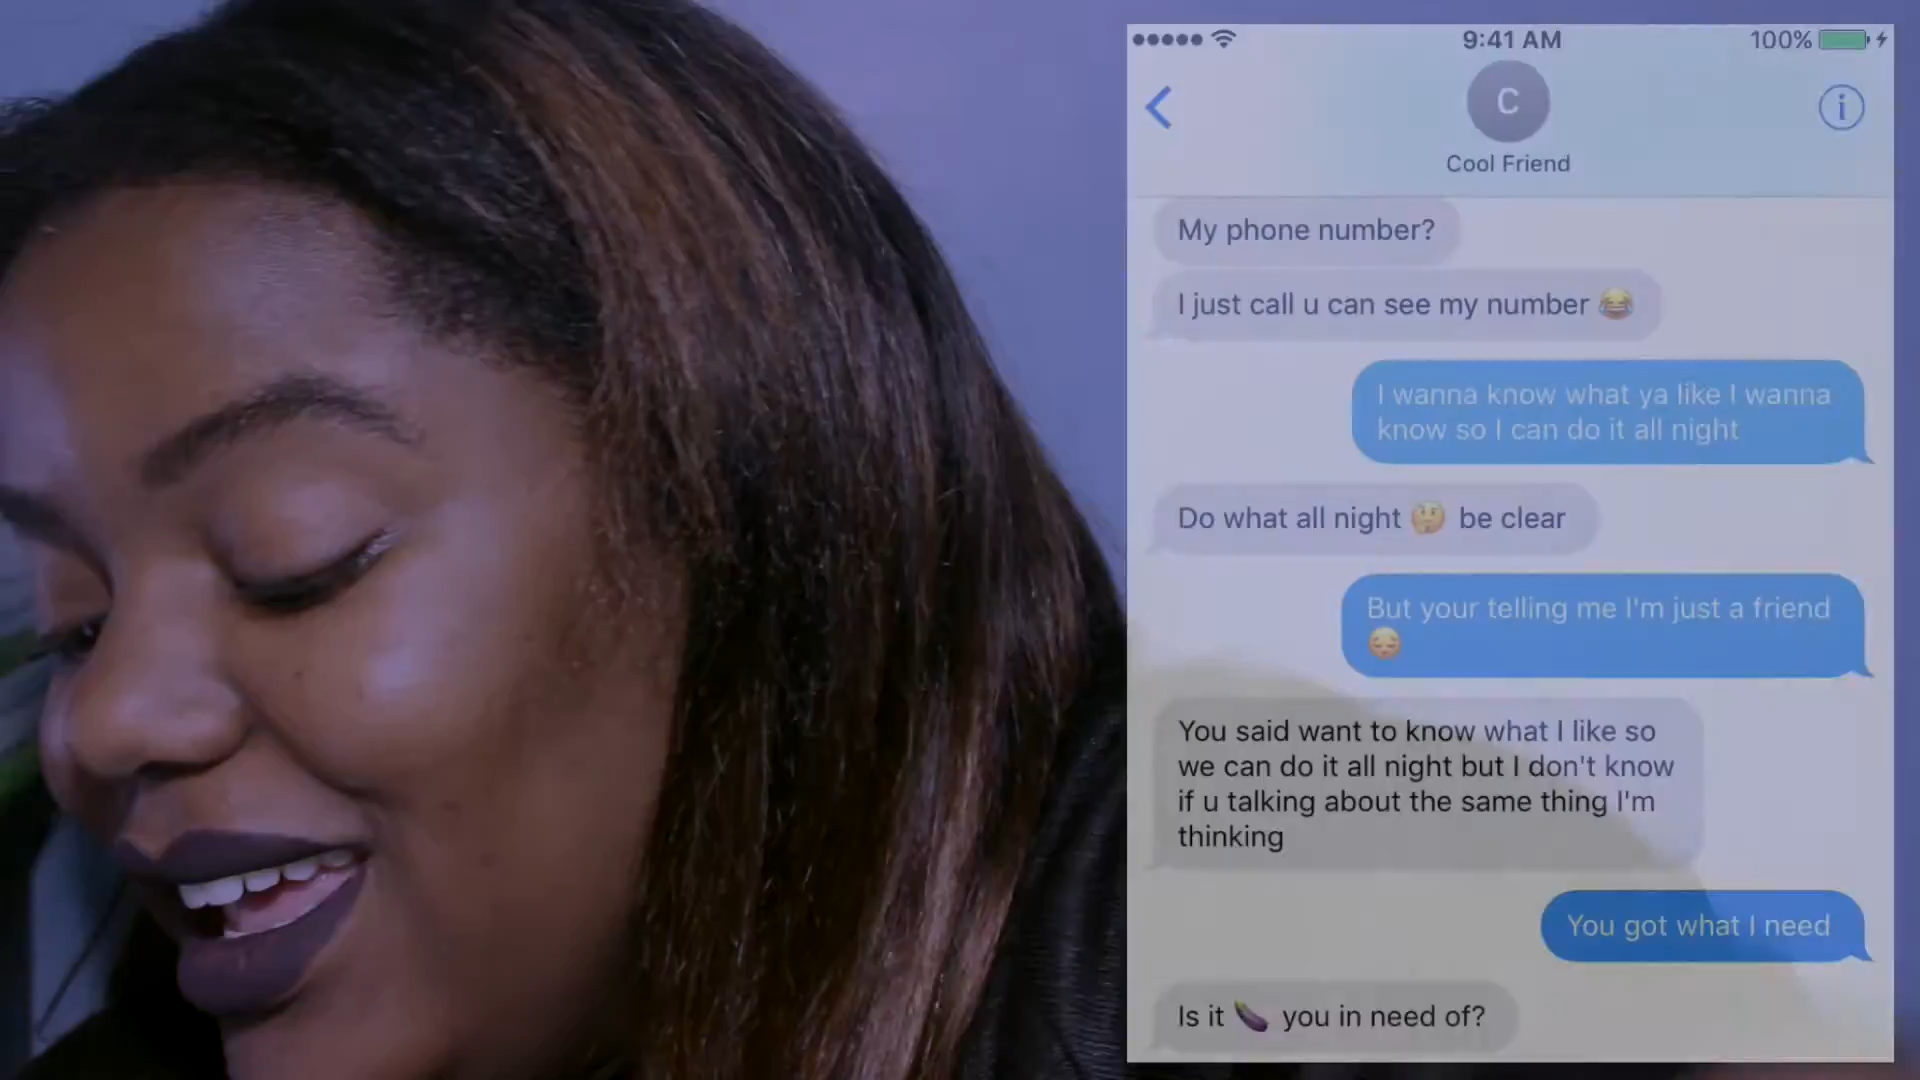 9:41 AM
100%
C
Cool Friend
My phone number?
I just call u can see my number 😂
I wanna know what ya like I wanna
know so I can do it all night
Do what all night 🤔 be clear
But your telling me I'm just a friend
😔
You said want to know what I like so
we can do it all night but I don't know
if u talking about the same thing I'm
thinking
You got what I need
Is it 🍆 you in need of?